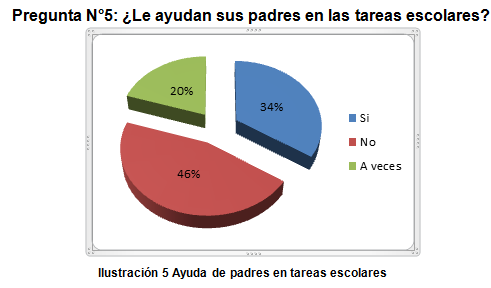 Pregunta N°5: ¿Le ayudan sus padres en las tareas escolares?
20%
34%
46%
Si
No
A veces
Ilustración 5 Ayuda de padres en tareas escolares